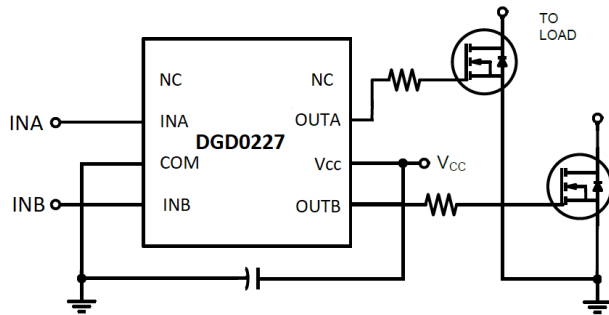 TO
LOAD
NC
NC
INA
INA
OUTA
DGD0227
COM
Vcc
VCC
INB
INB
OUTB